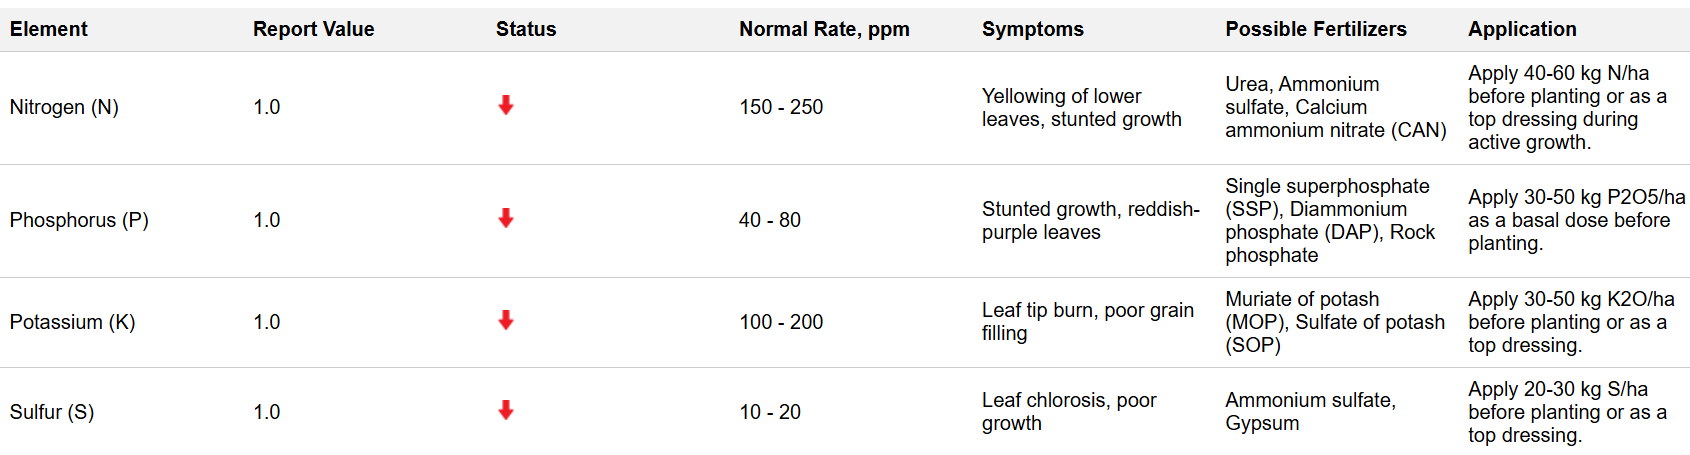 Element Report Value Status Normal Rate, ppm Symptoms Possible Fertilizers Application
Nitrogen (N) 1.0 150 - 250
Yellowing of lower
leaves, stunted growth
Urea, Ammonium
sulfate, Calcium
ammonium nitrate (CAN)
Apply 40-60 kg N/ha
before planting or as a
top dressing during
active growth.
Phosphorus (P) 1.0 40 - 80
Stunted growth, reddish-
purple leaves
Single superphosphate
(SSP), Diammonium
phosphate (DAP), Rock
phosphate
Apply 30-50 kg P2O5/ha
as a basal dose before
planting.
Potassium (K) 1.0 100 - 200
Leaf tip burn, poor grain
filling
Muriate of potash
(MOP), Sulfate of potash
(SOP)
Apply 30-50 kg K2O/ha
before planting or as a
top dressing.
Sulfur (S) 1.0 10 - 20
Leaf chlorosis, poor
growth
Ammonium sulfate,
Gypsum
Apply 20-30 kg S/ha
before planting or as a
top dressing.